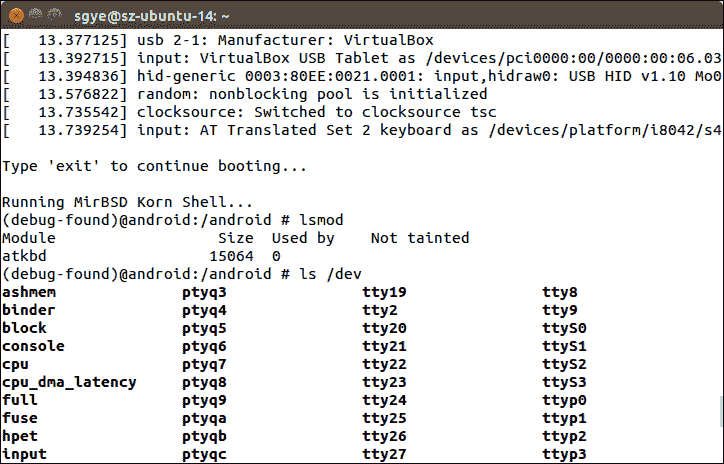 sgye@sz-ubuntu-14: ~
[   13.377125] usb 2-1: Manufacturer: VirtualBox
[   13.392715] input: VirtualBox USB Tablet as /devices/pci0000:00/0000:00:06.03
[   13.394836] hid-generic 0003:80EE:0021.0001: input,hidraw0: USB HID v1.10 Mo
[   13.576822] random: nonblocking pool is initialized
[   13.735542] clocksource: Switched to clocksource tsc
[   13.739254] input: AT Translated Set 2 keyboard as /devices/platform/i8042/s4
Type 'exit' to continue booting...
Running MirBSD Korn Shell...
(debug-found)@android:/android # lsmod
Module                  Size  Used by    Not tainted
atkbd                  15064  0
(debug-found)@android:/android # ls /dev
ashmem              ptyq3               tty19               tty8
binder              ptyq4               tty2                tty9
block               ptyq5               tty20               ttyS0
console             ptyq6               tty21               ttyS1
cpu                 ptyq7               tty22               ttyS2
cpu_dma_latency     ptyq8               tty23               ttyS3
full                ptyq9               tty24               ttyp0
fuse                ptyqa               tty25               ttyp1
hpet                ptyqb               tty26               ttyp2
input               ptyqc               tty27               ttyp3